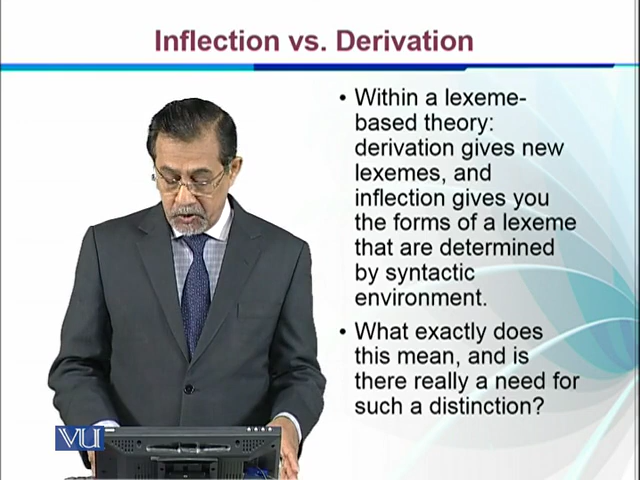 Inflection vs. Derivation
• Within a lexeme-
based theory:
derivation gives new
lexemes, and
inflection gives you
the forms of a lexeme
that are determined
by syntactic
environment.
• What exactly does
this mean, and is
there really a need for
such a distinction?
VU